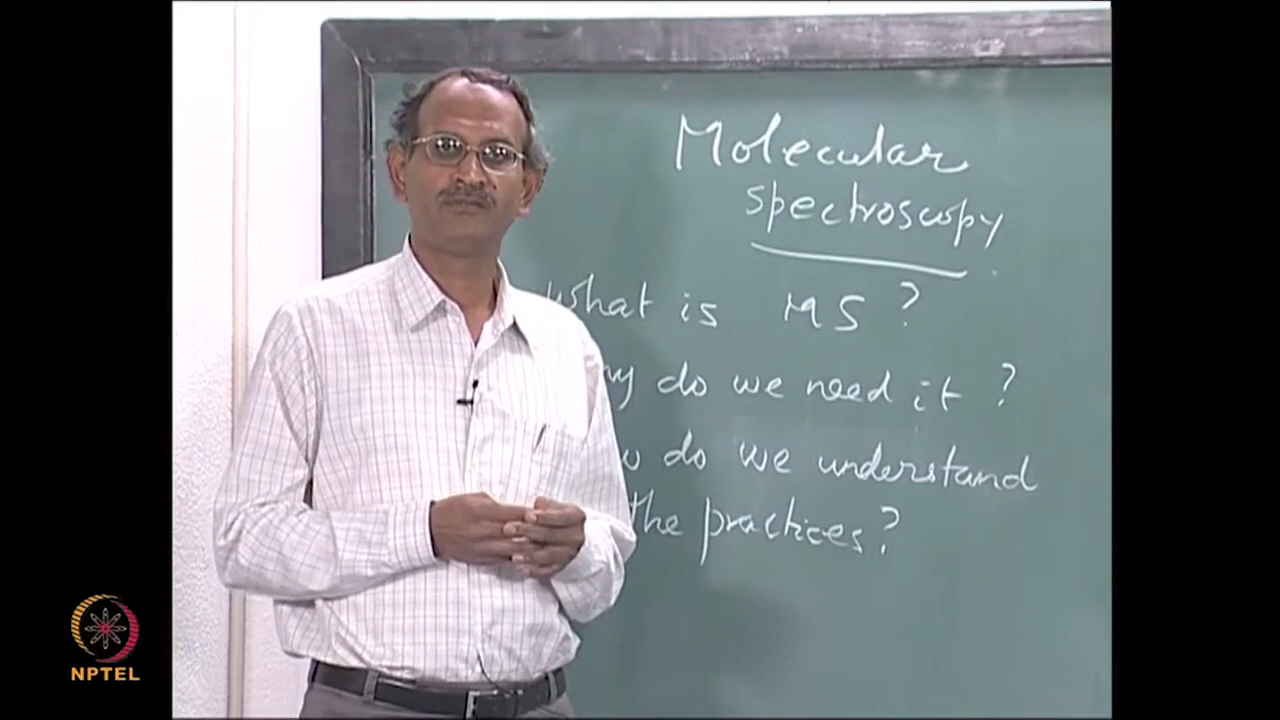 Molecular
spectroscopy
What is MS?
do we need it?
do we understand
the practices?
NPTEL